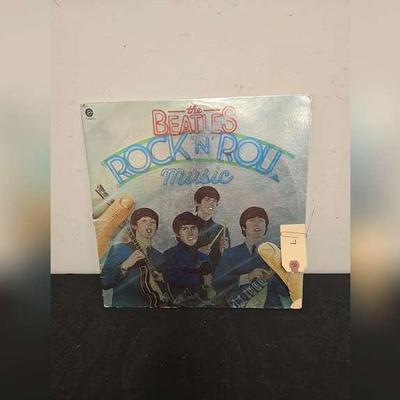 the
BEATLES
ROCK 'N' ROLL
Music
L